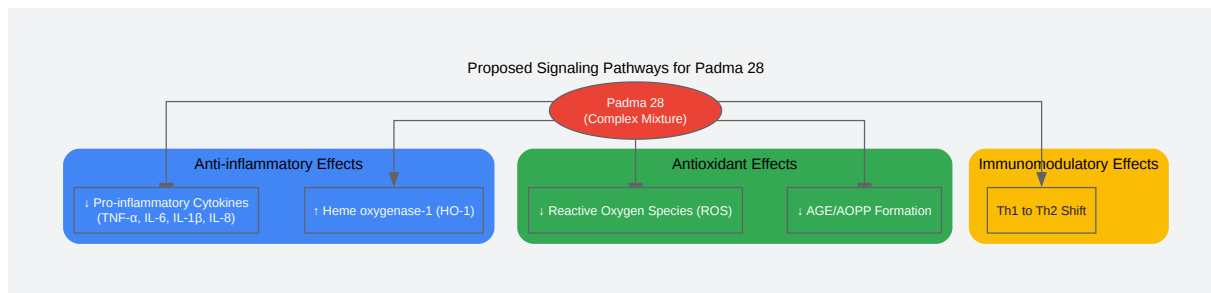 Proposed Signaling Pathways for Padma 28
Padma 28
(Complex Mixture)
Anti-inflammatory Effects
↓ Pro-inflammatory Cytokines
(TNF-α, IL-6, IL-1β, IL-8)
↑ Heme oxygenase-1 (HO-1)
Antioxidant Effects
↓ Reactive Oxygen Species (ROS)
↓ AGE/AOPP Formation
Immunomodulatory Effects
Th1 to Th2 Shift